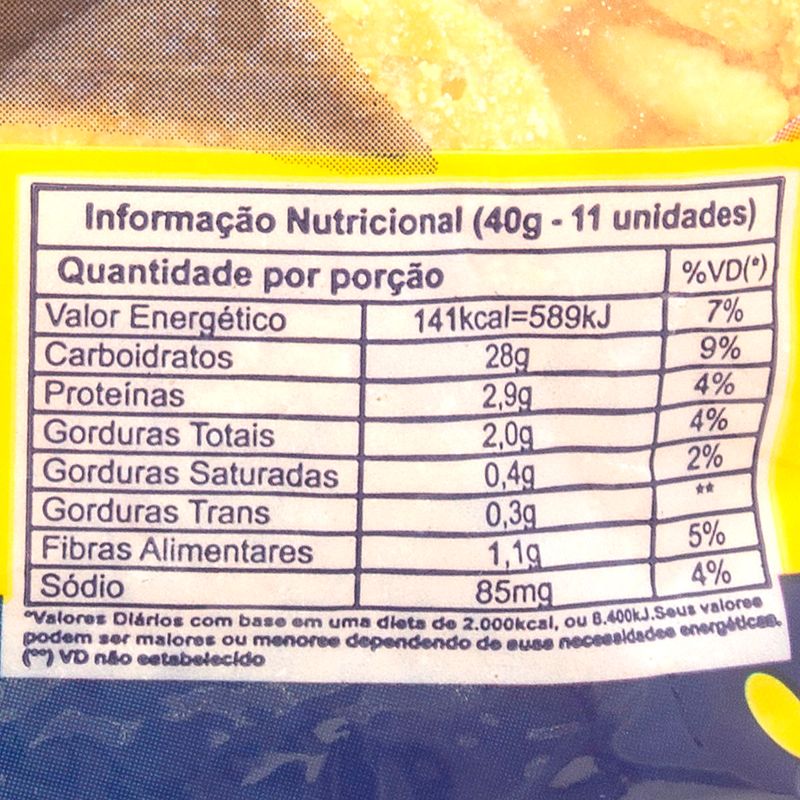 Informação Nutricional (40g - 11 unidades)
Quantidade por porção %VD(*)
Valor Energético 141kcal=589kJ 7%
Carboidratos 28g 9%
Proteínas 2,9g 4%
Gorduras Totais 2,0g 4%
Gorduras Saturadas 0,4g 2%
Gorduras Trans 0,3g **
Fibras Alimentares 1,1g 5%
Sódio 85mg 4%
*Valores Diários com base em uma dieta de 2.000kcal, ou 8.400kJ.Seus valores
podem ser maiores ou menores dependendo de suas necessidades energéticas.
(**) VD não estabelecido